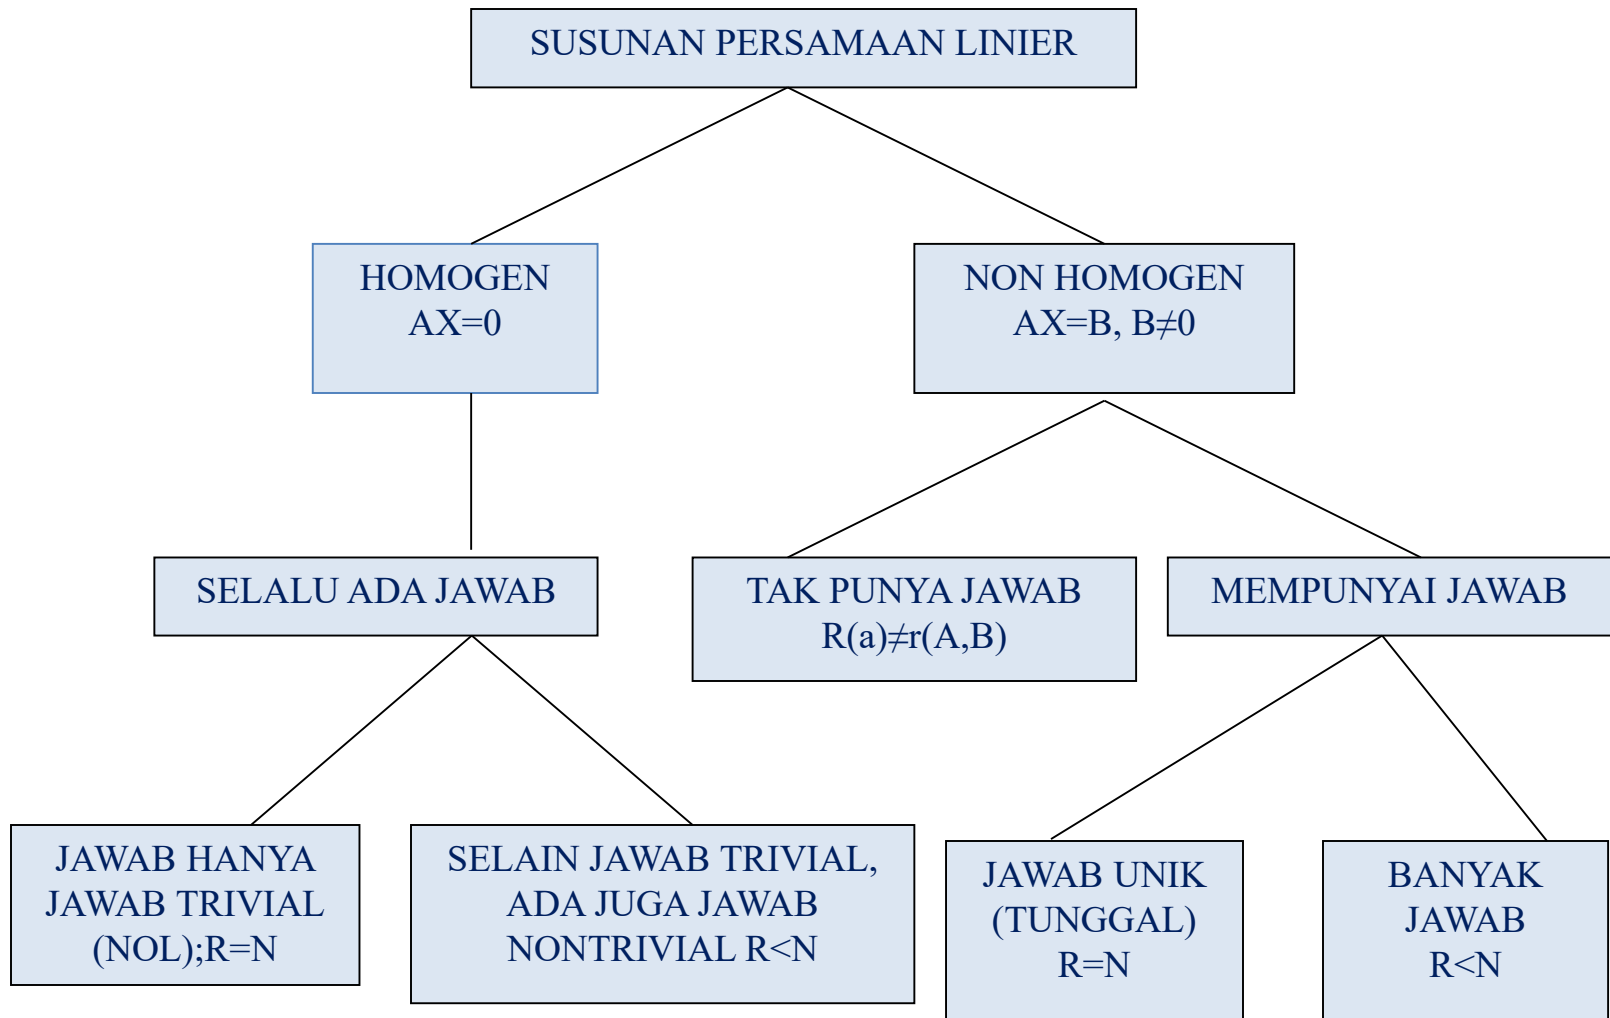 SUSUNAN PERSAMAAN LINIER
HOMOGEN
AX=0
NON HOMOGEN
AX=B, B≠0
SELALU ADA JAWAB
TAK PUNYA JAWAB
R(a)≠r(A,B)
MEMPUNYAI JAWAB
JAWAB HANYA
JAWAB TRIVIAL
(NOL);R=N
SELAIN JAWAB TRIVIAL,
ADA JUGA JAWAB
NONTRIVIAL R<N
JAWAB UNIK
(TUNGGAL)
R=N
BANYAK
JAWAB
R<N